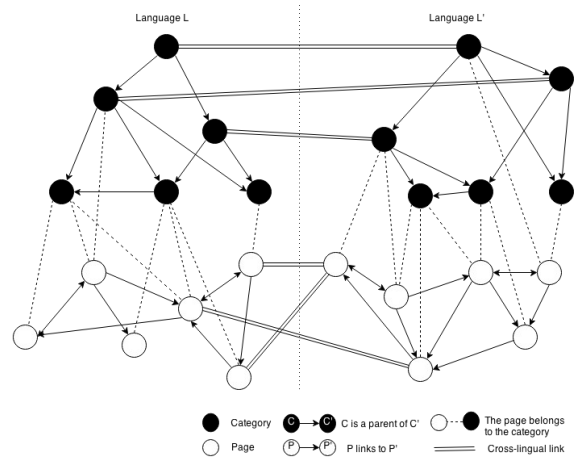 Language L
Language L'
Category
C
C'
C is a parent of C'
The page belongs
to the category
Page
P
P'
P links to P'
Cross-lingual link